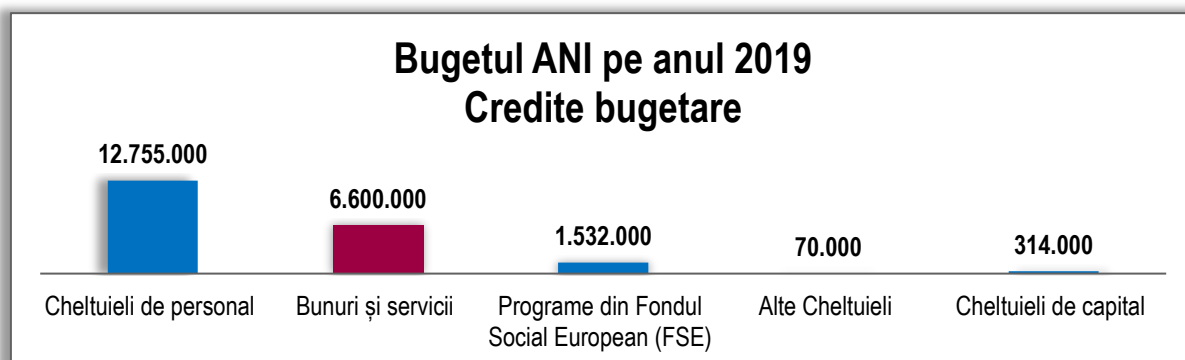 Bugetul ANI pe anul 2019
Credite bugetare
12.755.000
6.600.000
1.532.000
70.000
314.000
Cheltuieli de personal
Bunuri și servicii
Programe din Fondul
Social European (FSE)
Alte Cheltuieli
Cheltuieli de capital